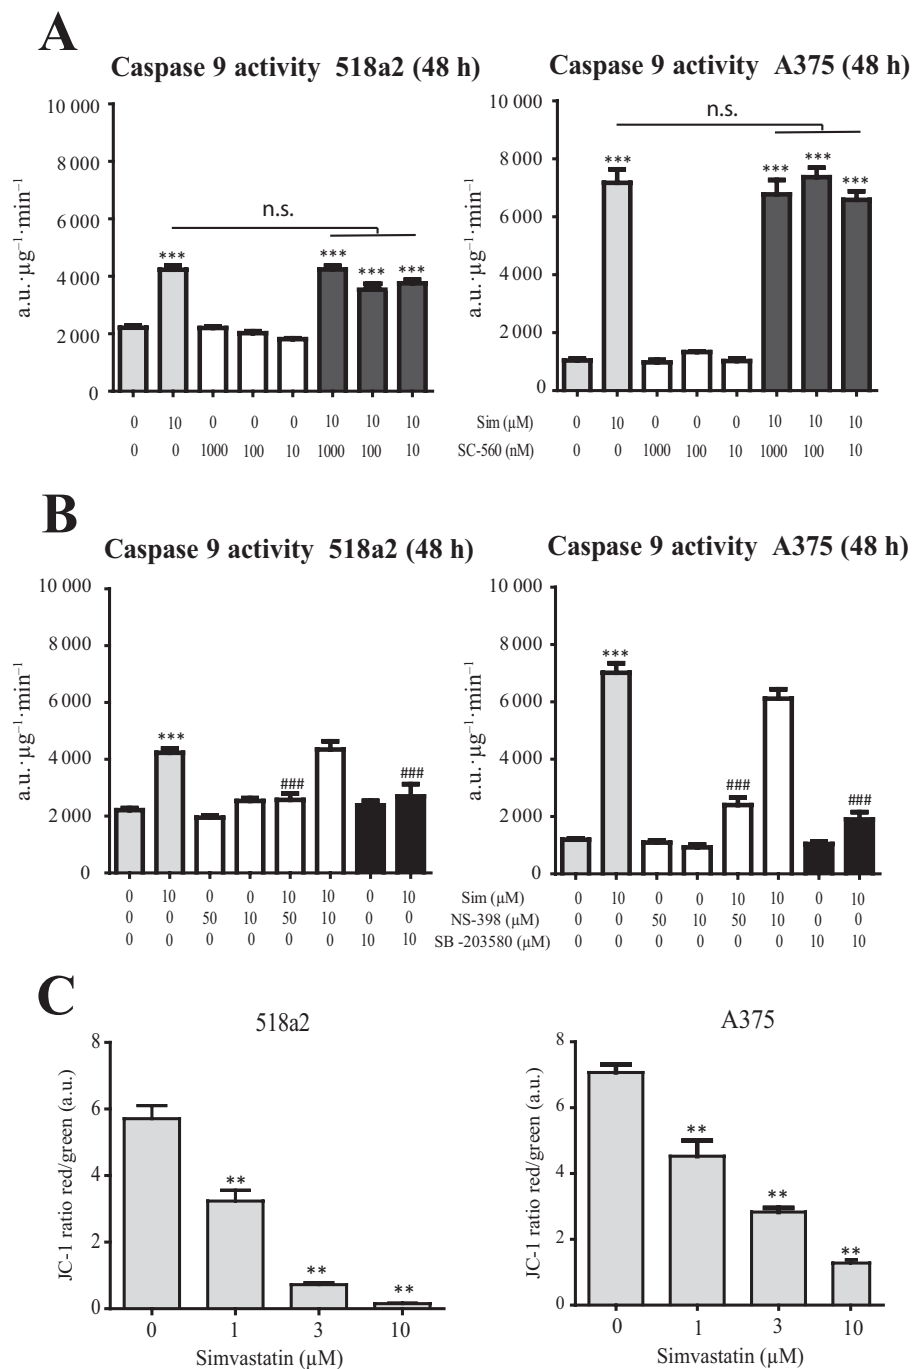 A
Caspase 9 activity 518a2 (48 h)
Caspase 9 activity A375 (48 h)
10 000
8 000
6 000
4 000
2 000
0
a.u.·µg⁻¹·min⁻¹
n.s.
***
***
***
***
10 000
8 000
6 000
4 000
2 000
0
a.u.·µg⁻¹·min⁻¹
n.s.
***
***
***
***
0 10 0 0 0 10 10 10 Sim (µM) 0 10 0 0 0 10 10 10
0 0 1000 100 10 1000 100 10 SC-560 (nM) 0 0 1000 100 10 1000 100 10
B
Caspase 9 activity 518a2 (48 h)
Caspase 9 activity A375 (48 h)
10 000
8 000
6 000
4 000
2 000
0
a.u.·µg⁻¹·min⁻¹
***
###
###
10 000
8 000
6 000
4 000
2 000
0
a.u.·µg⁻¹·min⁻¹
***
###
###
0 10 0 0 10 10 0 10 Sim (µM) 0 10 0 0 10 10 0 10
0 0 50 10 50 10 0 0 NS-398 (µM) 0 0 50 10 50 10 0 0
0 0 0 0 0 0 10 10 SB -203580 (µM) 0 0 0 0 0 0 10 10
C
518a2
8
6
4
2
0
JC-1 ratio red/green (a.u.)
**
**
**
0 1 3 10
Simvastatin (µM)
A375
8
6
4
2
0
JC-1 ratio red/green (a.u.)
**
**
**
0 1 3 10
Simvastatin (µM)